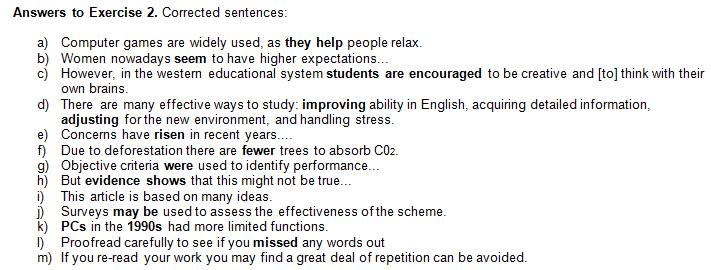 Answers to Exercise 2. Corrected sentences:
a) Computer games are widely used, as they help people relax.
b) Women nowadays seem to have higher expectations...
c) However, in the western educational system students are encouraged to be creative and [to] think with their
own brains.
d) There are many effective ways to study: improving ability in English, acquiring detailed information,
adjusting for the new environment, and handling stress.
e) Concerns have risen in recent years....
f) Due to deforestation there are fewer trees to absorb C02.
g) Objective criteria were used to identify performance...
h) But evidence shows that this might not be true...
i) This article is based on many ideas.
j) Surveys may be used to assess the effectiveness of the scheme.
k) PCs in the 1990s had more limited functions.
l) Proofread carefully to see if you missed any words out
m) If you re-read your work you may find a great deal of repetition can be avoided.